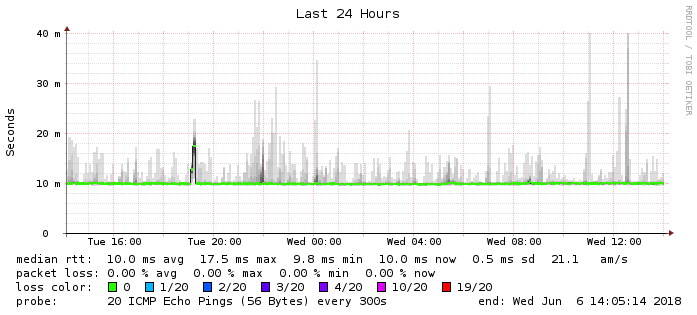 Last 24 Hours
RRDTOOL / TOBI OETIKER
Seconds
40 m
30 m
20 m
10 m
0
Tue 16:00 Tue 20:00 Wed 00:00 Wed 04:00 Wed 08:00 Wed 12:00
median rtt: 10.0 ms avg 17.5 ms max 9.8 ms min 10.0 ms now 0.5 ms sd 21.1 am/s
packet loss: 0.00 % avg 0.00 % max 0.00 % min 0.00 % now
loss color: 0 1/20 2/20 3/20 4/20 10/20 19/20
probe: 20 ICMP Echo Pings (56 Bytes) every 300s end: Wed Jun 6 14:05:14 2018